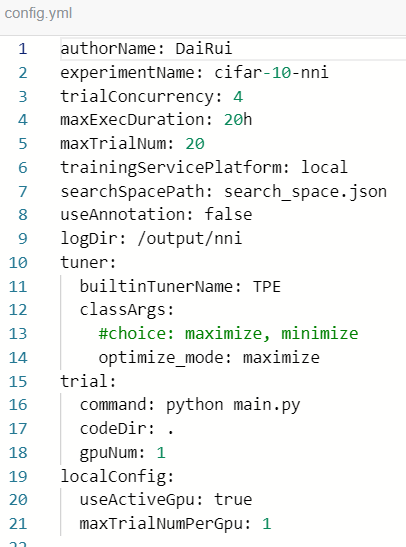 config.yml
1 authorName: DaiRui
2 experimentName: cifar-10-nni
3 trialConcurrency: 4
4 maxExecDuration: 20h
5 maxTrialNum: 20
6 trainingServicePlatform: local
7 searchSpacePath: search_space.json
8 useAnnotation: false
9 logDir: /output/nni
10 tuner:
11   builtinTunerName: TPE
12   classArgs:
13     #choice: maximize, minimize
14     optimize_mode: maximize
15 trial:
16   command: python main.py
17   codeDir: .
18   gpuNum: 1
19 localConfig:
20   useActiveGpu: true
21   maxTrialNumPerGpu: 1
22